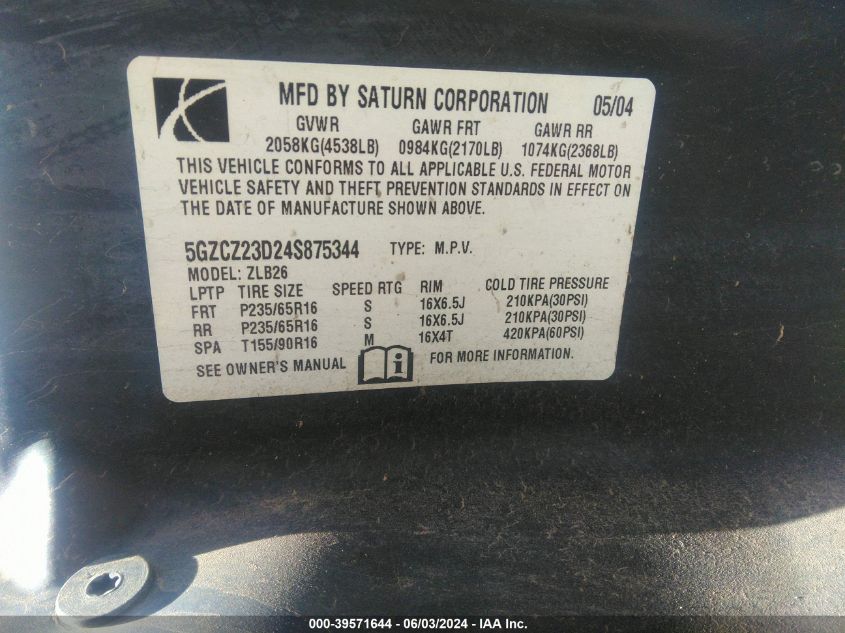 MFD BY SATURN CORPORATION 05/04
GVWR GAWR FRT GAWR RR
2058KG(4538LB) 0984KG(2170LB) 1074KG(2368LB)
THIS VEHICLE CONFORMS TO ALL APPLICABLE U.S. FEDERAL MOTOR
VEHICLE SAFETY AND THEFT PREVENTION STANDARDS IN EFFECT ON
THE DATE OF MANUFACTURE SHOWN ABOVE.
5GZCZ23D24S875344 TYPE: M.P.V.
MODEL: ZLB26
LPTP TIRE SIZE SPEED RTG RIM COLD TIRE PRESSURE
FRT P235/65R16 S 16X6.5J 210KPA(30PSI)
RR P235/65R16 S 16X6.5J 210KPA(30PSI)
SPA T155/90R16 M 16X4T 420KPA(60PSI)
SEE OWNER'S MANUAL i FOR MORE INFORMATION.
000-39571644 - 06/03/2024 - IAA Inc.